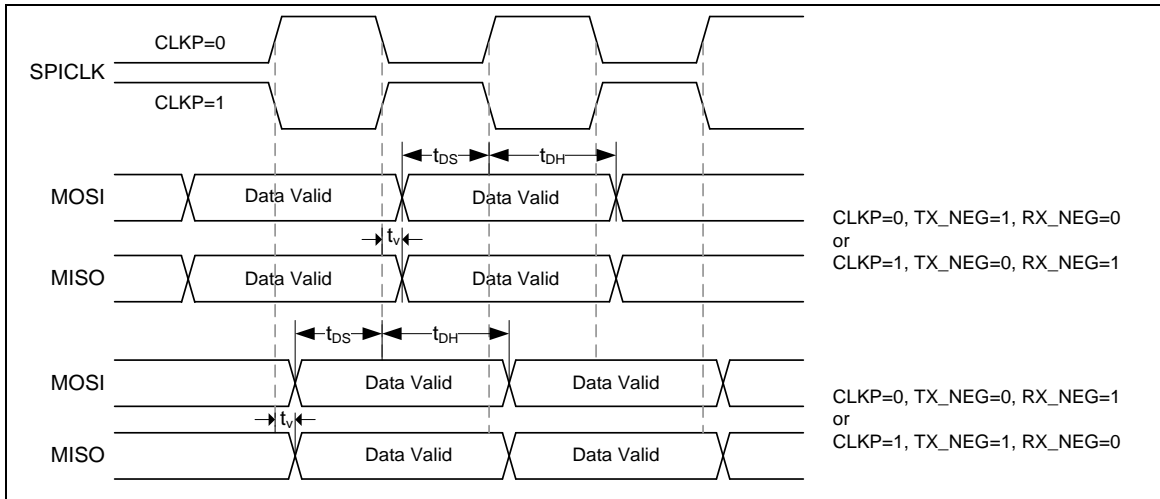 CLKP=0
SPICLK
CLKP=1
tDS tDH
MOSI Data Valid Data Valid
CLKP=0, TX_NEG=1, RX_NEG=0
or
CLKP=1, TX_NEG=0, RX_NEG=1
tv
MISO Data Valid Data Valid
tDS tDH
MOSI Data Valid Data Valid
CLKP=0, TX_NEG=0, RX_NEG=1
or
CLKP=1, TX_NEG=1, RX_NEG=0
tv
MISO Data Valid Data Valid